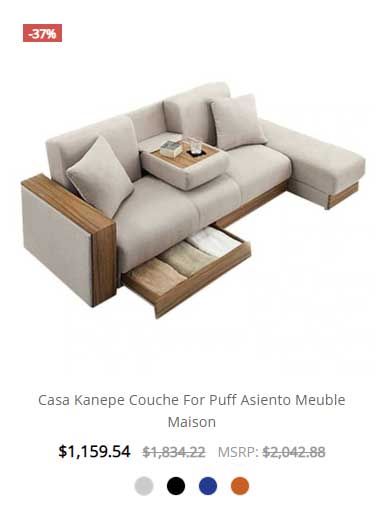 -37%
Casa Kanepe Couche For Puff Asiento Meuble
Maison
$1,159.54 $1,834.22 MSRP: $2,042.88